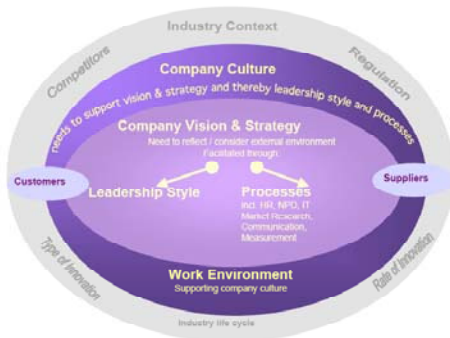 Industry Context
Competitors
Regulation
Company Culture
needs to support vision & strategy and thereby leadership style and processes
Company Vision & Strategy
Need to reflect / consider external environment
Facilitated through:
Customers
Suppliers
Leadership Style
Processes
incl. HR, NPD, IT
Market Research,
Communication,
Measurement
Type of Innovation
Rate of Innovation
Work Environment
Supporting company culture
Industry life cycle